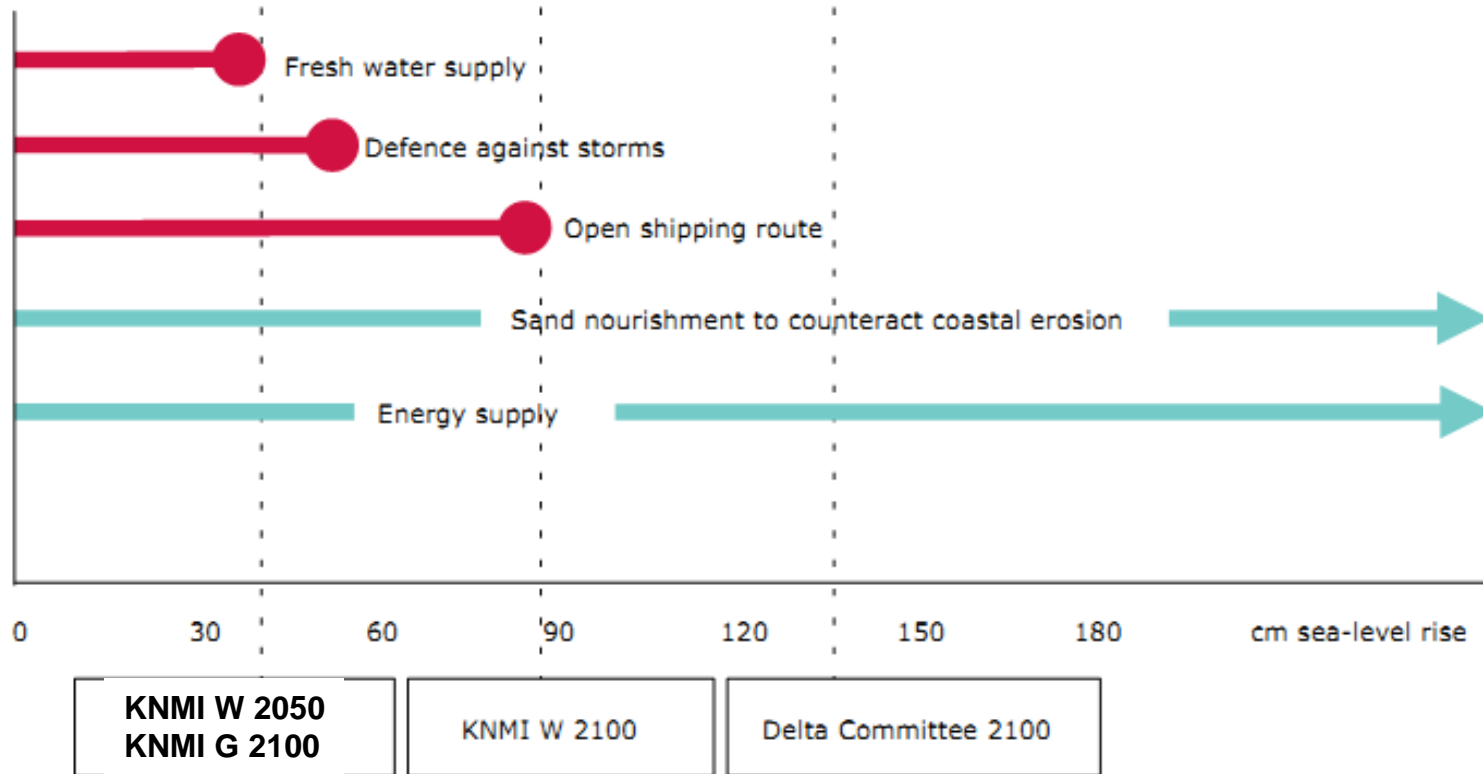 Fresh water supply
Defence against storms
Open shipping route
Sand nourishment to counteract coastal erosion
Energy supply
0 30 60 90 120 150 180 cm sea-level rise
KNMI W 2050
KNMI G 2100
KNMI W 2100
Delta Committee 2100